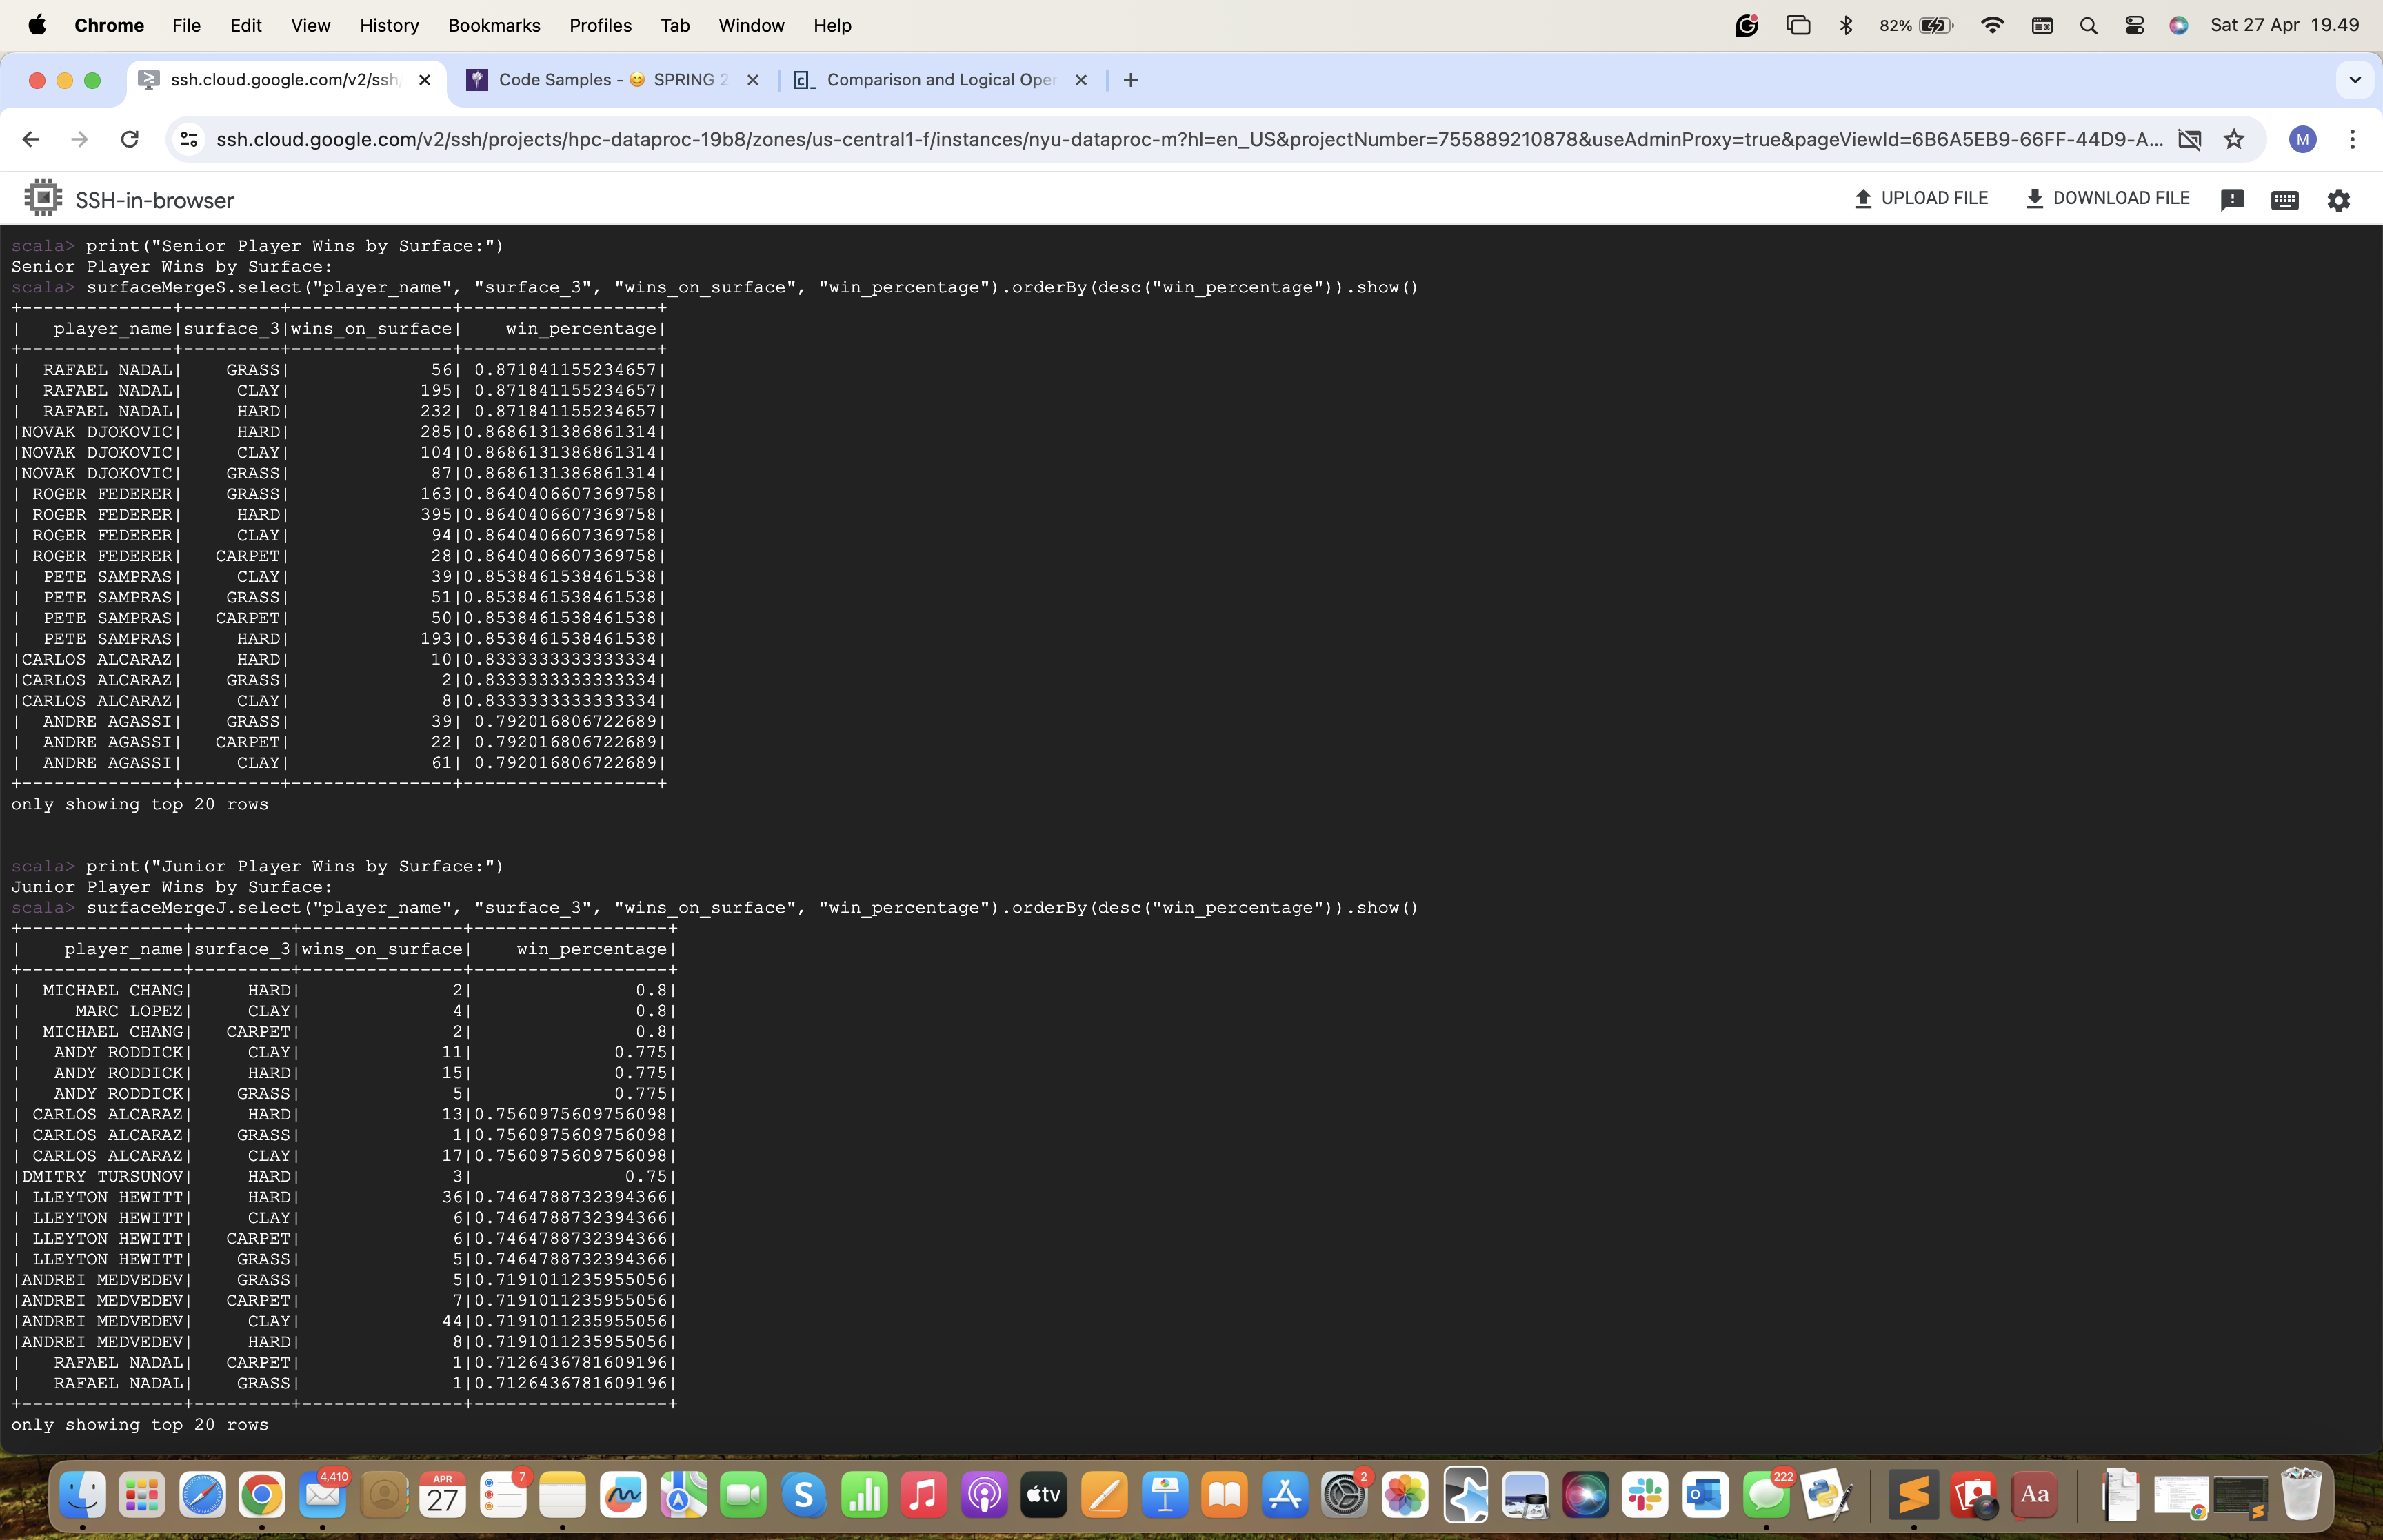 Chrome File Edit View History Bookmarks Profiles Tab Window Help 82% Sat 27 Apr 19.49
ssh.cloud.google.com/v2/ssh Code Samples - 😊 SPRING 2 Comparison and Logical Oper
ssh.cloud.google.com/v2/ssh/projects/hpc-dataproc-19b8/zones/us-central1-f/instances/nyu-dataproc-m?hl=en_US&projectNumber=755889210878&useAdminProxy=true&pageViewId=6B6A5EB9-66FF-44D9-A... M
SSH-in-browser UPLOAD FILE DOWNLOAD FILE
scala> print("Senior Player Wins by Surface:")
Senior Player Wins by Surface:
scala> surfaceMergeS.select("player_name", "surface_3", "wins_on_surface", "win_percentage").orderBy(desc("win_percentage")).show()
+--------------+---------+---------------+------------------+
|   player_name|surface_3|wins_on_surface|    win_percentage|
+--------------+---------+---------------+------------------+
|  RAFAEL NADAL|    GRASS|             56| 0.871841155234657|
|  RAFAEL NADAL|     CLAY|            195| 0.871841155234657|
|  RAFAEL NADAL|     HARD|            232| 0.871841155234657|
|NOVAK DJOKOVIC|     HARD|            285|0.8686131386861314|
|NOVAK DJOKOVIC|     CLAY|            104|0.8686131386861314|
|NOVAK DJOKOVIC|    GRASS|             87|0.8686131386861314|
| ROGER FEDERER|    GRASS|            163|0.8640406607369758|
| ROGER FEDERER|     HARD|            395|0.8640406607369758|
| ROGER FEDERER|     CLAY|             94|0.8640406607369758|
| ROGER FEDERER|   CARPET|             28|0.8640406607369758|
|  PETE SAMPRAS|     CLAY|             39|0.8538461538461538|
|  PETE SAMPRAS|    GRASS|             51|0.8538461538461538|
|  PETE SAMPRAS|   CARPET|             50|0.8538461538461538|
|  PETE SAMPRAS|     HARD|            193|0.8538461538461538|
|CARLOS ALCARAZ|     HARD|             10|0.8333333333333334|
|CARLOS ALCARAZ|    GRASS|              2|0.8333333333333334|
|CARLOS ALCARAZ|     CLAY|              8|0.8333333333333334|
|  ANDRE AGASSI|    GRASS|             39| 0.792016806722689|
|  ANDRE AGASSI|   CARPET|             22| 0.792016806722689|
|  ANDRE AGASSI|     CLAY|             61| 0.792016806722689|
+--------------+---------+---------------+------------------+
only showing top 20 rows
scala> print("Junior Player Wins by Surface:")
Junior Player Wins by Surface:
scala> surfaceMergeJ.select("player_name", "surface_3", "wins_on_surface", "win_percentage").orderBy(desc("win_percentage")).show()
+---------------+---------+---------------+------------------+
|    player_name|surface_3|wins_on_surface|    win_percentage|
+---------------+---------+---------------+------------------+
|  MICHAEL CHANG|     HARD|              2|               0.8|
|     MARC LOPEZ|     CLAY|              4|               0.8|
|  MICHAEL CHANG|   CARPET|              2|               0.8|
|   ANDY RODDICK|     CLAY|             11|             0.775|
|   ANDY RODDICK|     HARD|             15|             0.775|
|   ANDY RODDICK|    GRASS|              5|             0.775|
| CARLOS ALCARAZ|     HARD|             13|0.7560975609756098|
| CARLOS ALCARAZ|    GRASS|              1|0.7560975609756098|
| CARLOS ALCARAZ|     CLAY|             17|0.7560975609756098|
|DMITRY TURSUNOV|     HARD|              3|              0.75|
| LLEYTON HEWITT|     HARD|             36|0.7464788732394366|
| LLEYTON HEWITT|     CLAY|              6|0.7464788732394366|
| LLEYTON HEWITT|   CARPET|              6|0.7464788732394366|
| LLEYTON HEWITT|    GRASS|              5|0.7464788732394366|
|ANDREI MEDVEDEV|    GRASS|              5|0.7191011235955056|
|ANDREI MEDVEDEV|   CARPET|              7|0.7191011235955056|
|ANDREI MEDVEDEV|     CLAY|             44|0.7191011235955056|
|ANDREI MEDVEDEV|     HARD|              8|0.7191011235955056|
|   RAFAEL NADAL|   CARPET|              1|0.7126436781609196|
|   RAFAEL NADAL|    GRASS|              1|0.7126436781609196|
+---------------+---------+---------------+------------------+
only showing top 20 rows
4,410 APR 27 7 tv 2 222 Aa